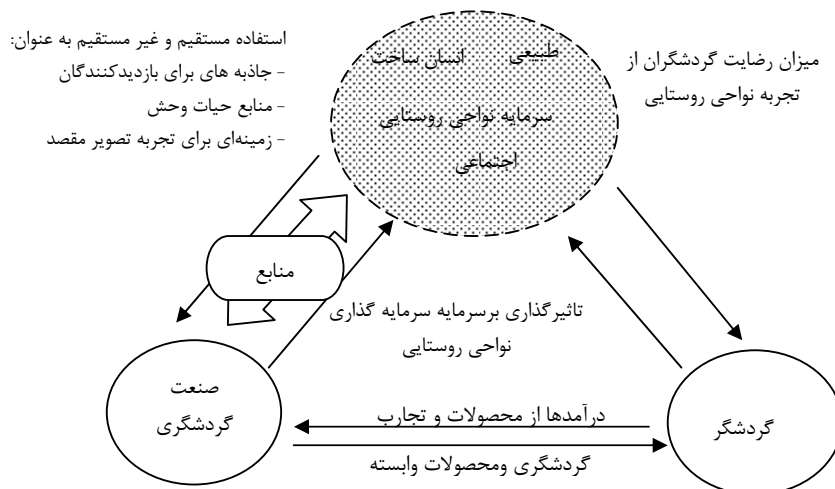 استفاده مستقیم و غیر مستقیم به عنوان:
- جاذبه های برای بازدیدکنندگان
- منابع حیات وحش
- زمینه‌ای برای تجربه تصویر مقصد
طبیعی
انسان ساخت
سرمایه نواحی روستایی
اجتماعی
میزان رضایت گردشگران از
تجربه نواحی روستایی
منابع
تاثیرگذاری برسرمایه سرمایه گذاری
نواحی روستایی
صنعت
گردشگری
درآمدها از محصولات و تجارب
گردشگری ومحصولات وابسته
گردشگر